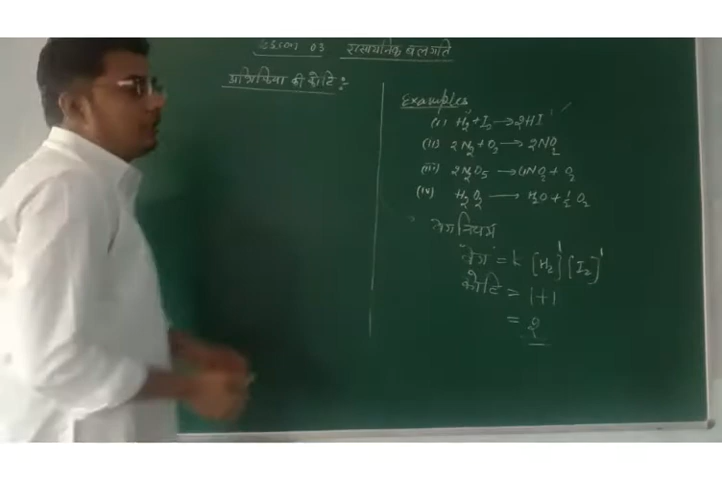 03 रासायनिक बलगति
अभिक्रिया की कोटि :-
Examples
(i) H₂ + I₂ → 2HI
(ii) 2N₂ + O₂ → 2NO₂
(iii) 2N₂O₅ → 4NO₂ + O₂
(iv) H₂O₂ → H₂O + ½ O₂
वेग नियम
वेग = k [H₂]¹ [I₂]¹
कोटि = 1+1
= 2